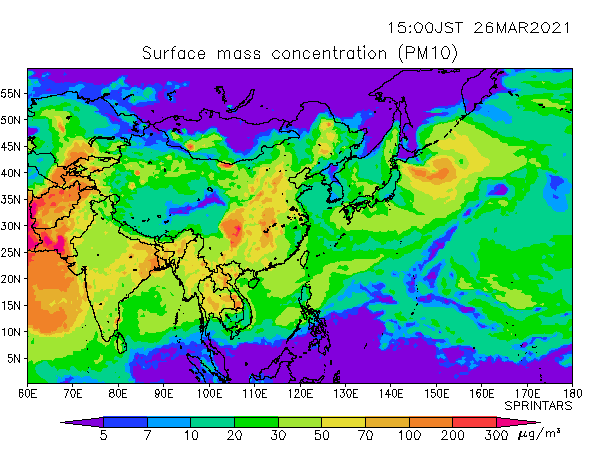 15:00JST 26MAR2021
Surface mass concentration (PM10)
55N
50N
45N
40N
35N
30N
25N
20N
15N
10N
5N
60E 70E 80E 90E 100E 110E 120E 130E 140E 150E 160E 170E 180
SPRINTARS
5 7 10 20 30 50 70 100 200 300 μg/m³